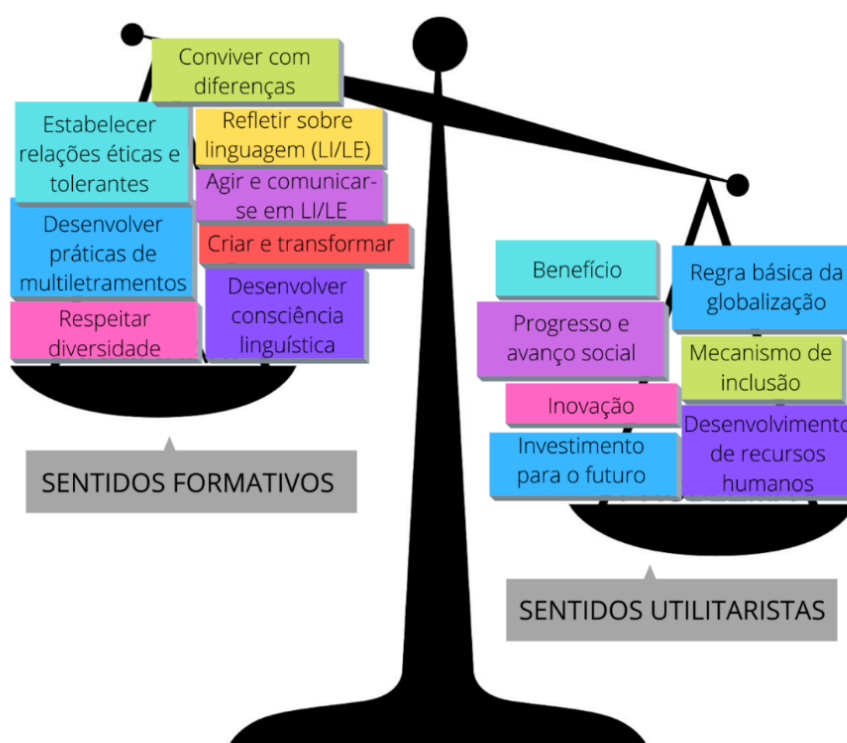 Conviver com
diferenças
Estabelecer
relações éticas e
tolerantes
Refletir sobre
linguagem (LI/LE)
Agir e comunicar-
se em LI/LE
Desenvolver
práticas de
multiletramentos
Criar e transformar
Desenvolver
consciência
linguística
Respeitar
diversidade
SENTIDOS FORMATIVOS
Benefício
Regra básica da
globalização
Progresso e
avanço social
Mecanismo de
inclusão
Inovação
Desenvolvimento
de recursos
humanos
Investimento
para o futuro
SENTIDOS UTILITARISTAS